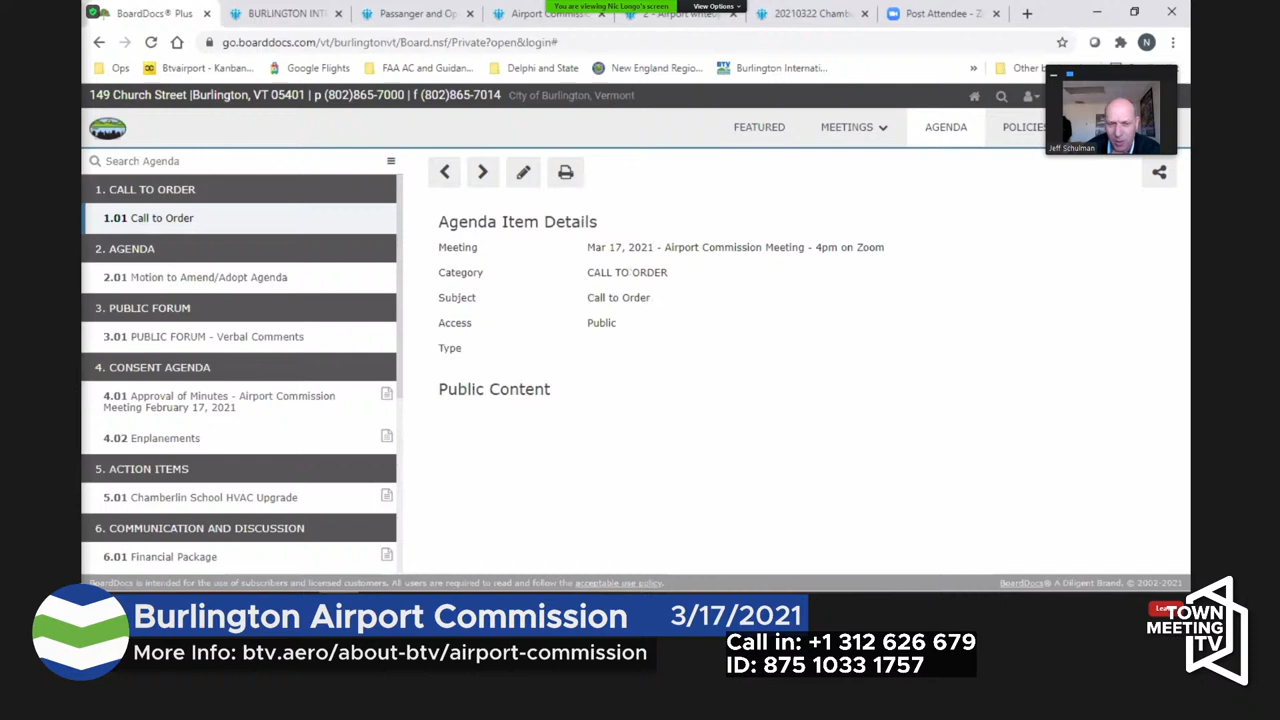 BoardDocs® Plus
BURLINGTON INT
Passanger and Op
Airport Commiss
Airport writeu
20210322 Chamb
Post Attendee - Z
You are viewing Nic Longo's screen
View Options
go.boarddocs.com/vt/burlingtonvt/Board.nsf/Private?open&login#
N
Ops
Btvairport - Kanban...
Google Flights
FAA AC and Guidan...
Delphi and State
New England Regio...
Burlington Internati...
»
Other b
149 Church Street |Burlington, VT 05401 | p (802)865-7000 | f (802)865-7014
City of Burlington, Vermont
FEATURED
MEETINGS
AGENDA
POLICIES
Jeff Schulman
Search Agenda
1. CALL TO ORDER
1.01 Call to Order
2. AGENDA
2.01 Motion to Amend/Adopt Agenda
3. PUBLIC FORUM
3.01 PUBLIC FORUM - Verbal Comments
4. CONSENT AGENDA
4.01 Approval of Minutes - Airport Commission
Meeting February 17, 2021
4.02 Enplanements
5. ACTION ITEMS
5.01 Chamberlin School HVAC Upgrade
6. COMMUNICATION AND DISCUSSION
6.01 Financial Package
Agenda Item Details
Meeting Mar 17, 2021 - Airport Commission Meeting - 4pm on Zoom
Category CALL TO ORDER
Subject Call to Order
Access Public
Type
Public Content
BoardDocs is intended for the use of subscribers and licensed customers. All users are required to read and follow the acceptable use policy.
BoardDocs® A Diligent Brand. © 2002-2021
Burlington Airport Commission 3/17/2021
More Info: btv.aero/about-btv/airport-commission
Call in: +1 312 626 679
ID: 875 1033 1757
TOWN
MEETING
TV